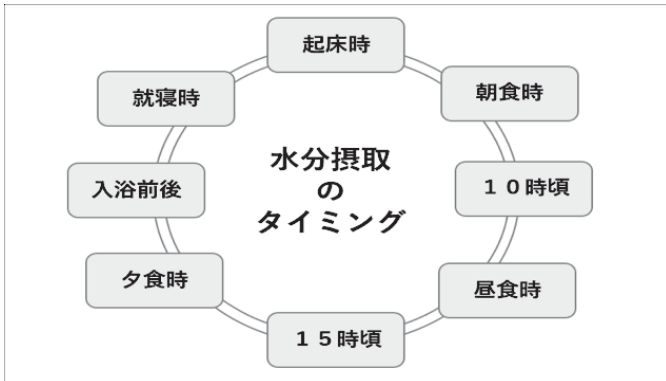 水分摂取
の
タイミング
起床時
朝食時
１０時頃
昼食時
１５時頃
夕食時
入浴前後
就寝時